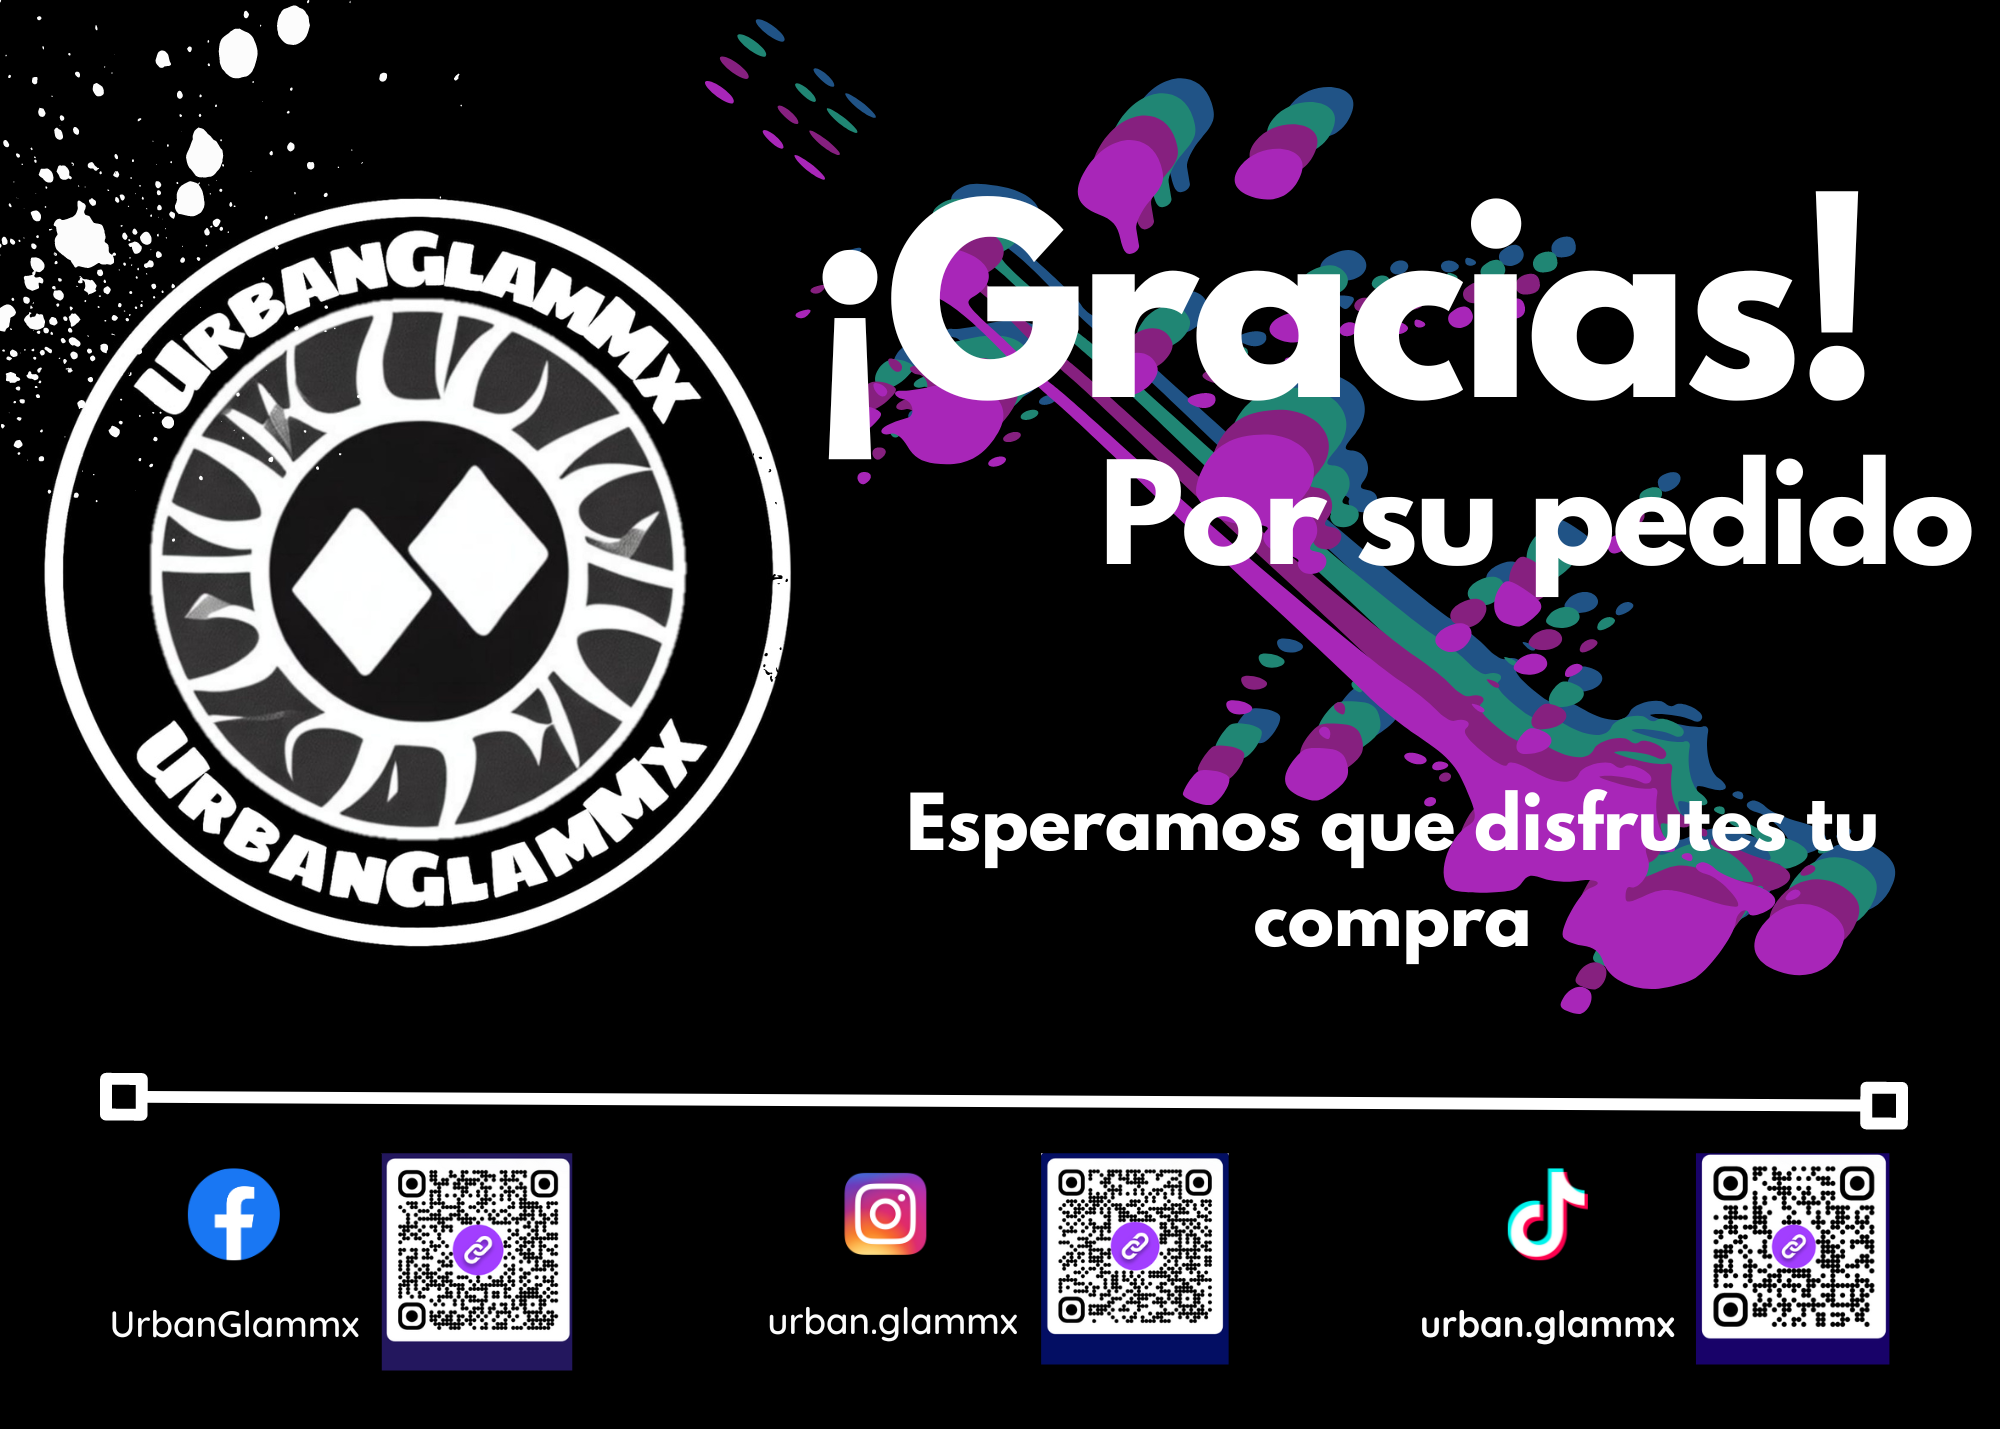 UrbanGlamMx
UrbanGlamMx
¡Gracias!
Por su pedido
Esperamos que disfrutes tu
compra
UrbanGlammx
urban.glammx
urban.glammx